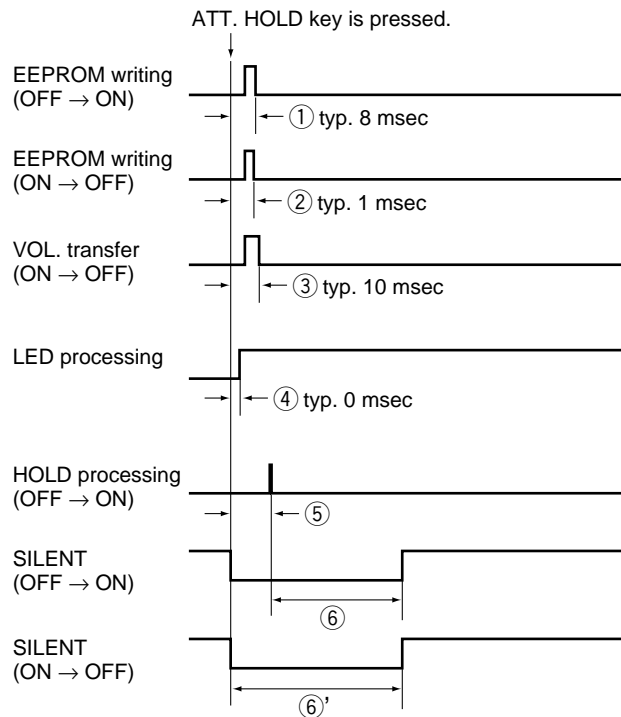 ATT. HOLD key is pressed.
EEPROM writing
(OFF → ON)
① typ. 8 msec
EEPROM writing
(ON → OFF)
② typ. 1 msec
VOL. transfer
(ON → OFF)
③ typ. 10 msec
LED processing
④ typ. 0 msec
HOLD processing
(OFF → ON)
⑤
SILENT
(OFF → ON)
⑥
SILENT
(ON → OFF)
⑥’